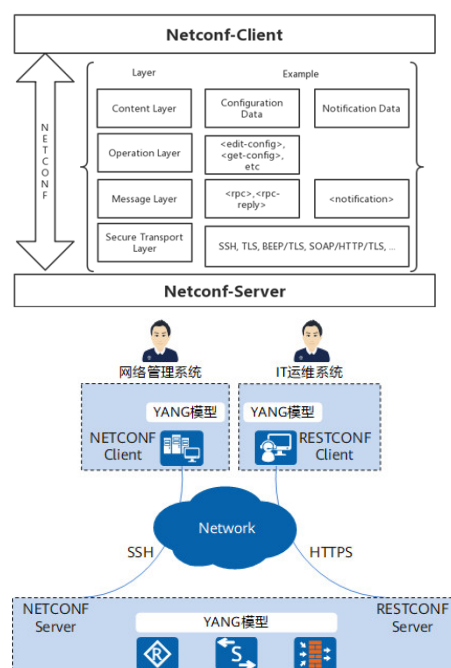 Netconf-Client
Layer
Example
NETCONF
Content Layer
Configuration
Data
Notification Data
Operation Layer
<edit-config>,
<get-config>,
etc
Message Layer
<rpc>,<rpc-
reply>
<notification>
Secure Transport
Layer
SSH, TLS, BEEP/TLS, SOAP/HTTP/TLS, ...
Netconf-Server
网络管理系统
IT运维系统
YANG模型
YANG模型
NETCONF
Client
RESTCONF
Client
Network
SSH
HTTPS
NETCONF
Server
YANG模型
RESTCONF
Server
R
S